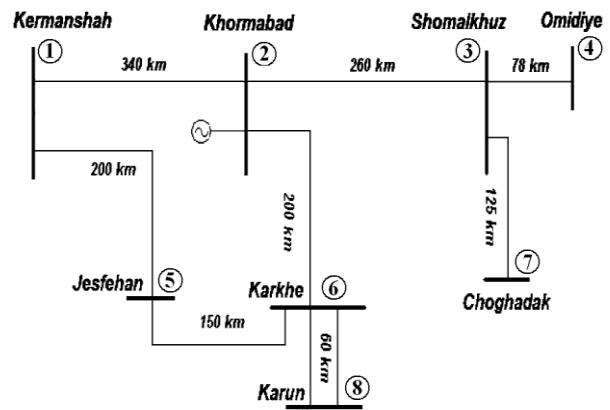 Kermanshah
Khormabad
Shomaikhuz
Omidiye
1
2
3
4
340 km
260 km
78 km
200 km
200 km
125 km
Jesfehan
5
Karkhe
6
7
Choghadak
150 km
60 km
Karun
8